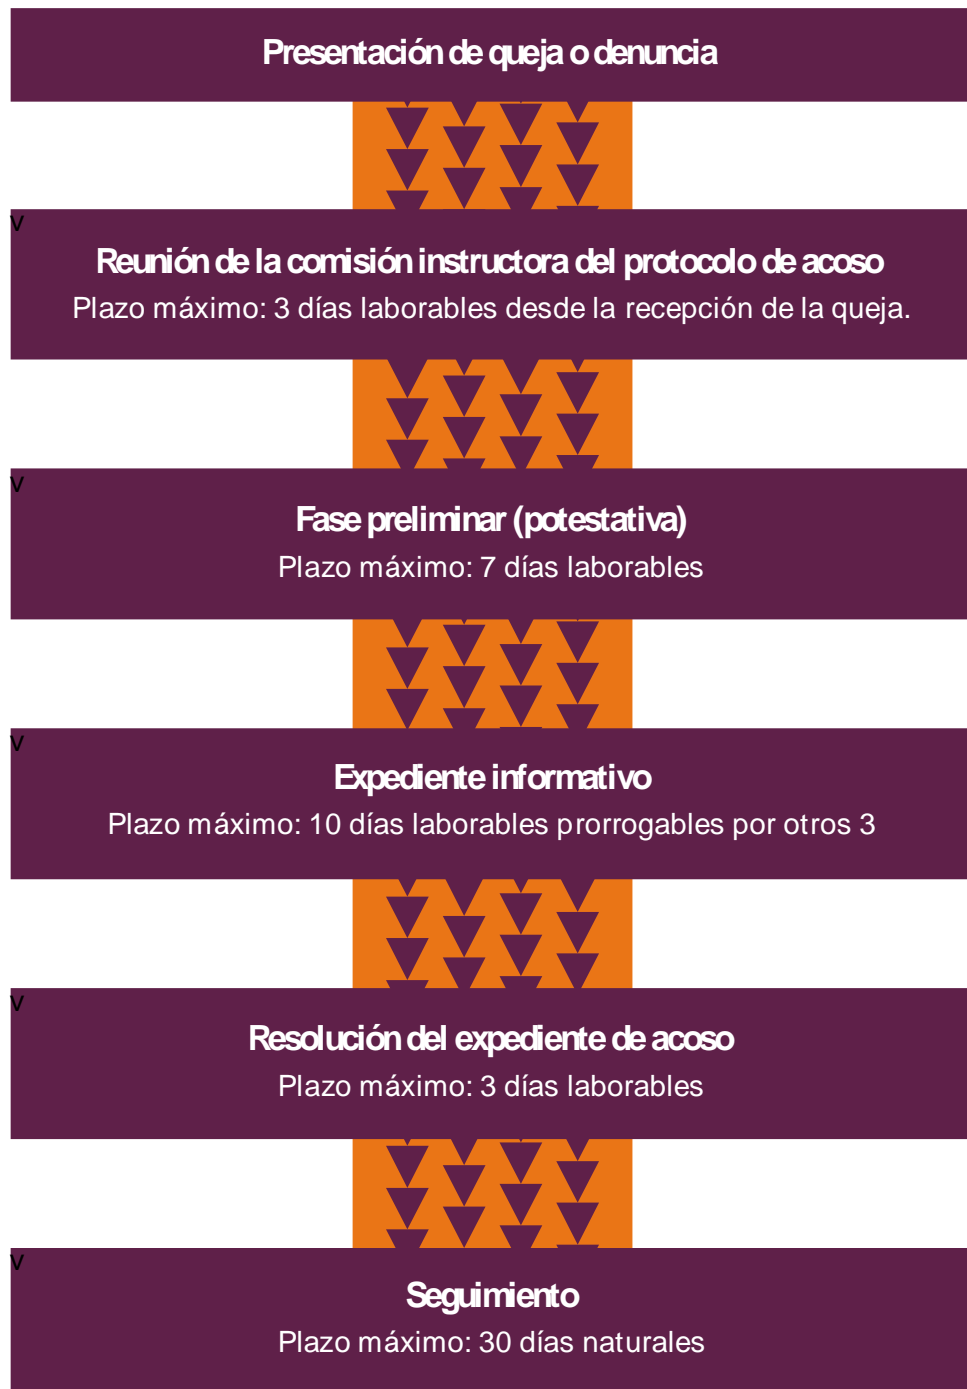 Presentación de queja o denuncia
v
Reunión de la comisión instructora del protocolo de acoso
Plazo máximo: 3 días laborables desde la recepción de la queja.
v
Fase preliminar (potestativa)
Plazo máximo: 7 días laborables
v
Expediente informativo
Plazo máximo: 10 días laborables prorrogables por otros 3
v
Resolución del expediente de acoso
Plazo máximo: 3 días laborables
v
Seguimiento
Plazo máximo: 30 días naturales